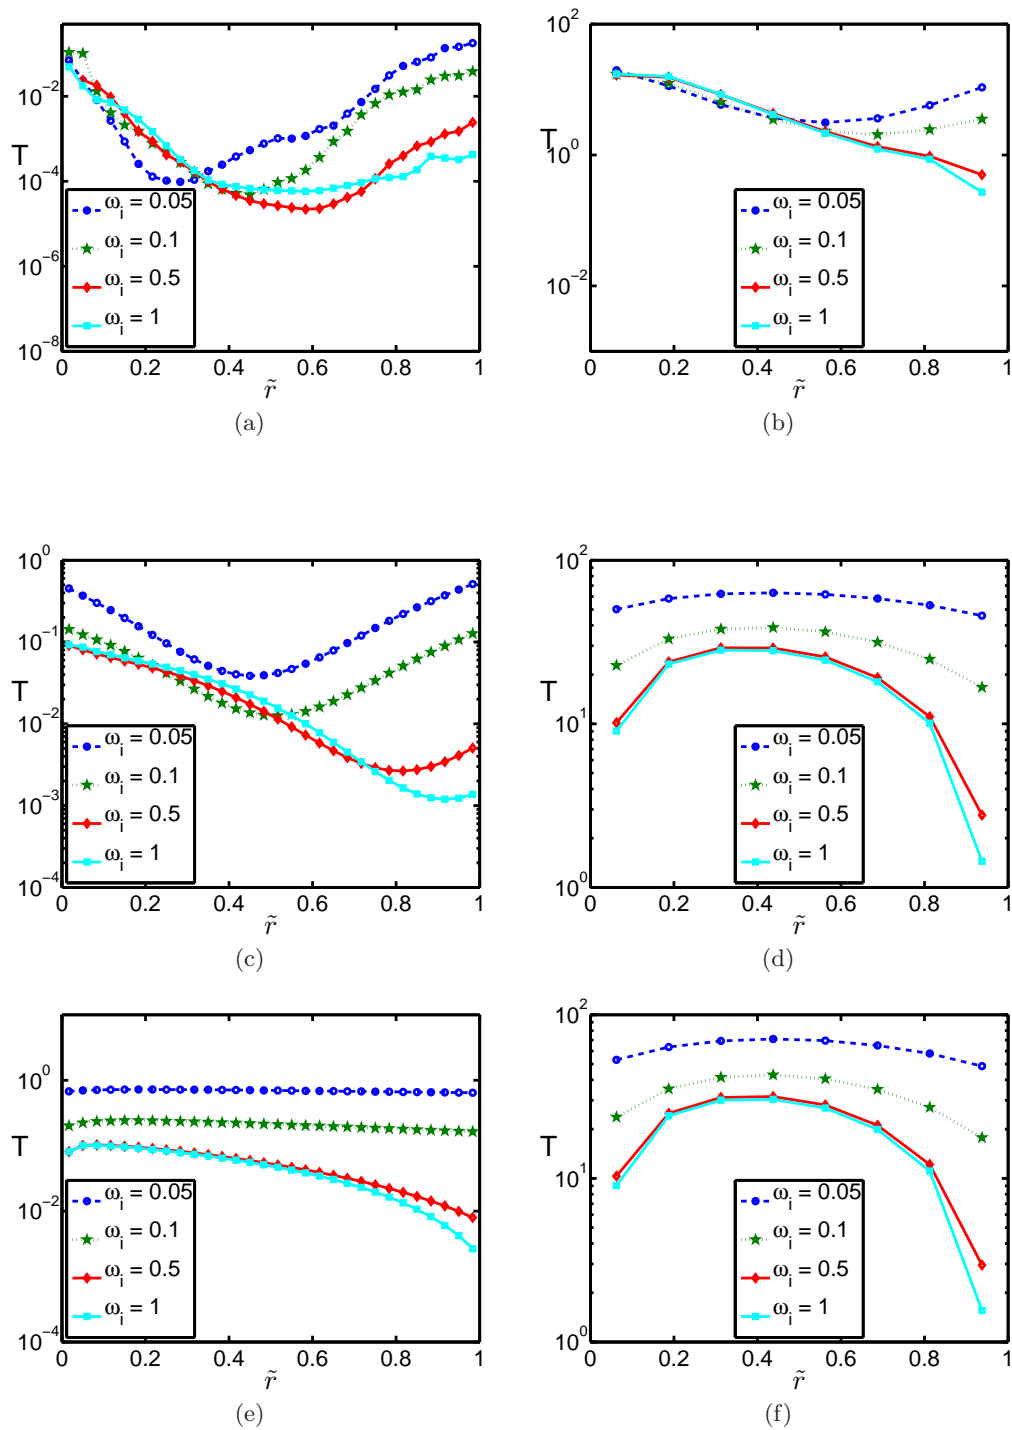 10^−2
10^−4
10^−6
10^−8
T
ω_i = 0.05
ω_i = 0.1
ω_i = 0.5
ω_i = 1
0 0.2 0.4 0.6 0.8 1
r̃
(a)
10^2
10^0
10^−2
T
ω_i = 0.05
ω_i = 0.1
ω_i = 0.5
ω_i = 1
0 0.2 0.4 0.6 0.8 1
r̃
(b)
10^0
10^−1
10^−2
10^−3
10^−4
T
ω_i = 0.05
ω_i = 0.1
ω_i = 0.5
ω_i = 1
0 0.2 0.4 0.6 0.8 1
r̃
(c)
10^2
10^1
10^0
T
ω_i = 0.05
ω_i = 0.1
ω_i = 0.5
ω_i = 1
0 0.2 0.4 0.6 0.8 1
r̃
(d)
10^0
10^−2
10^−4
T
ω_i = 0.05
ω_i = 0.1
ω_i = 0.5
ω_i = 1
0 0.2 0.4 0.6 0.8 1
r̃
(e)
10^2
10^1
10^0
T
ω_i = 0.05
ω_i = 0.1
ω_i = 0.5
ω_i = 1
0 0.2 0.4 0.6 0.8 1
r̃
(f)